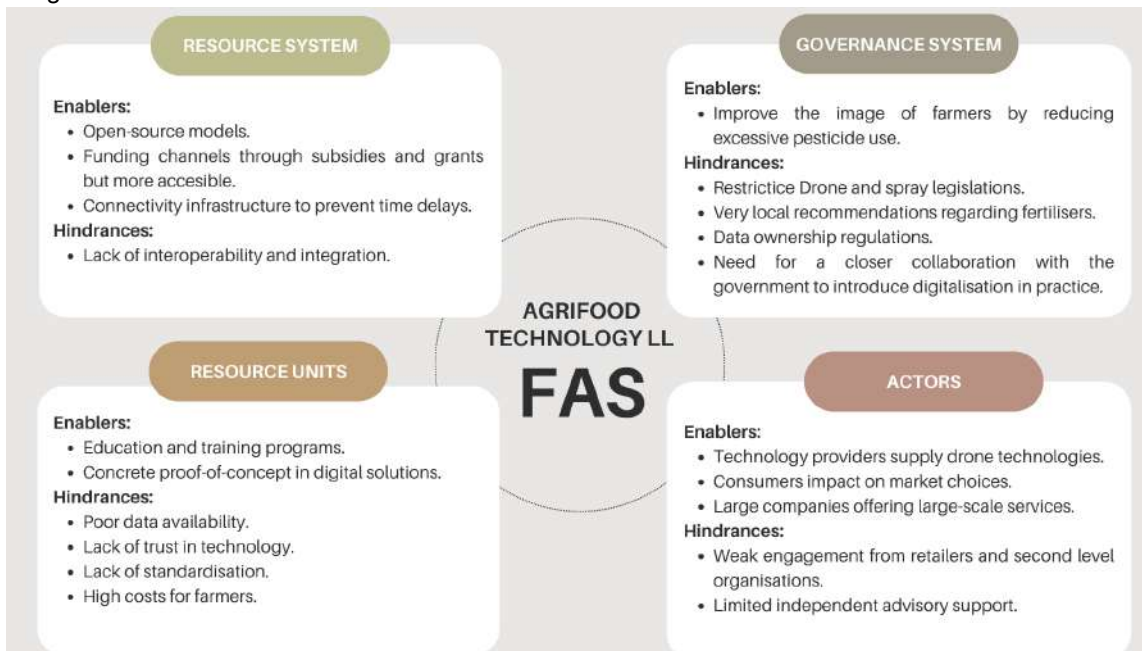 RESOURCE SYSTEM
Enablers:
• Open-source models.
• Funding channels through subsidies and grants
but more accesible.
• Connectivity infrastructure to prevent time delays.
Hindrances:
• Lack of interoperability and integration.
GOVERNANCE SYSTEM
Enablers:
• Improve the image of farmers by reducing
excessive pesticide use.
Hindrances:
• Restrictice Drone and spray legislations.
• Very local recommendations regarding fertilisers.
• Data ownership regulations.
• Need for a closer collaboration with the
government to introduce digitalisation in practice.
AGRIFOOD
TECHNOLOGY LL
FAS
RESOURCE UNITS
Enablers:
• Education and training programs.
• Concrete proof-of-concept in digital solutions.
Hindrances:
• Poor data availability.
• Lack of trust in technology.
• Lack of standardisation.
• High costs for farmers.
ACTORS
Enablers:
• Technology providers supply drone technologies.
• Consumers impact on market choices.
• Large companies offering large-scale services.
Hindrances:
• Weak engagement from retailers and second level
organisations.
• Limited independent advisory support.